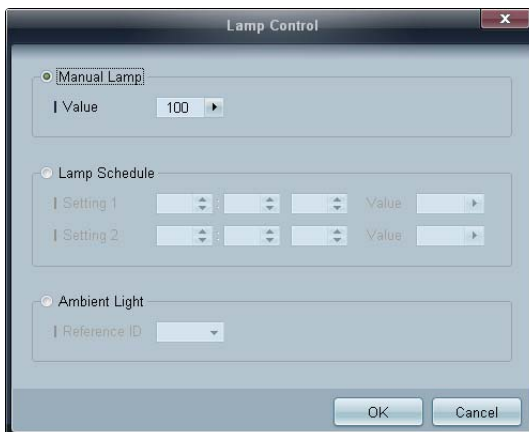 Lamp Control
x
Manual Lamp
Value 100
Lamp Schedule
Setting 1 : Value
Setting 2 : Value
Ambient Light
Reference ID
OK Cancel